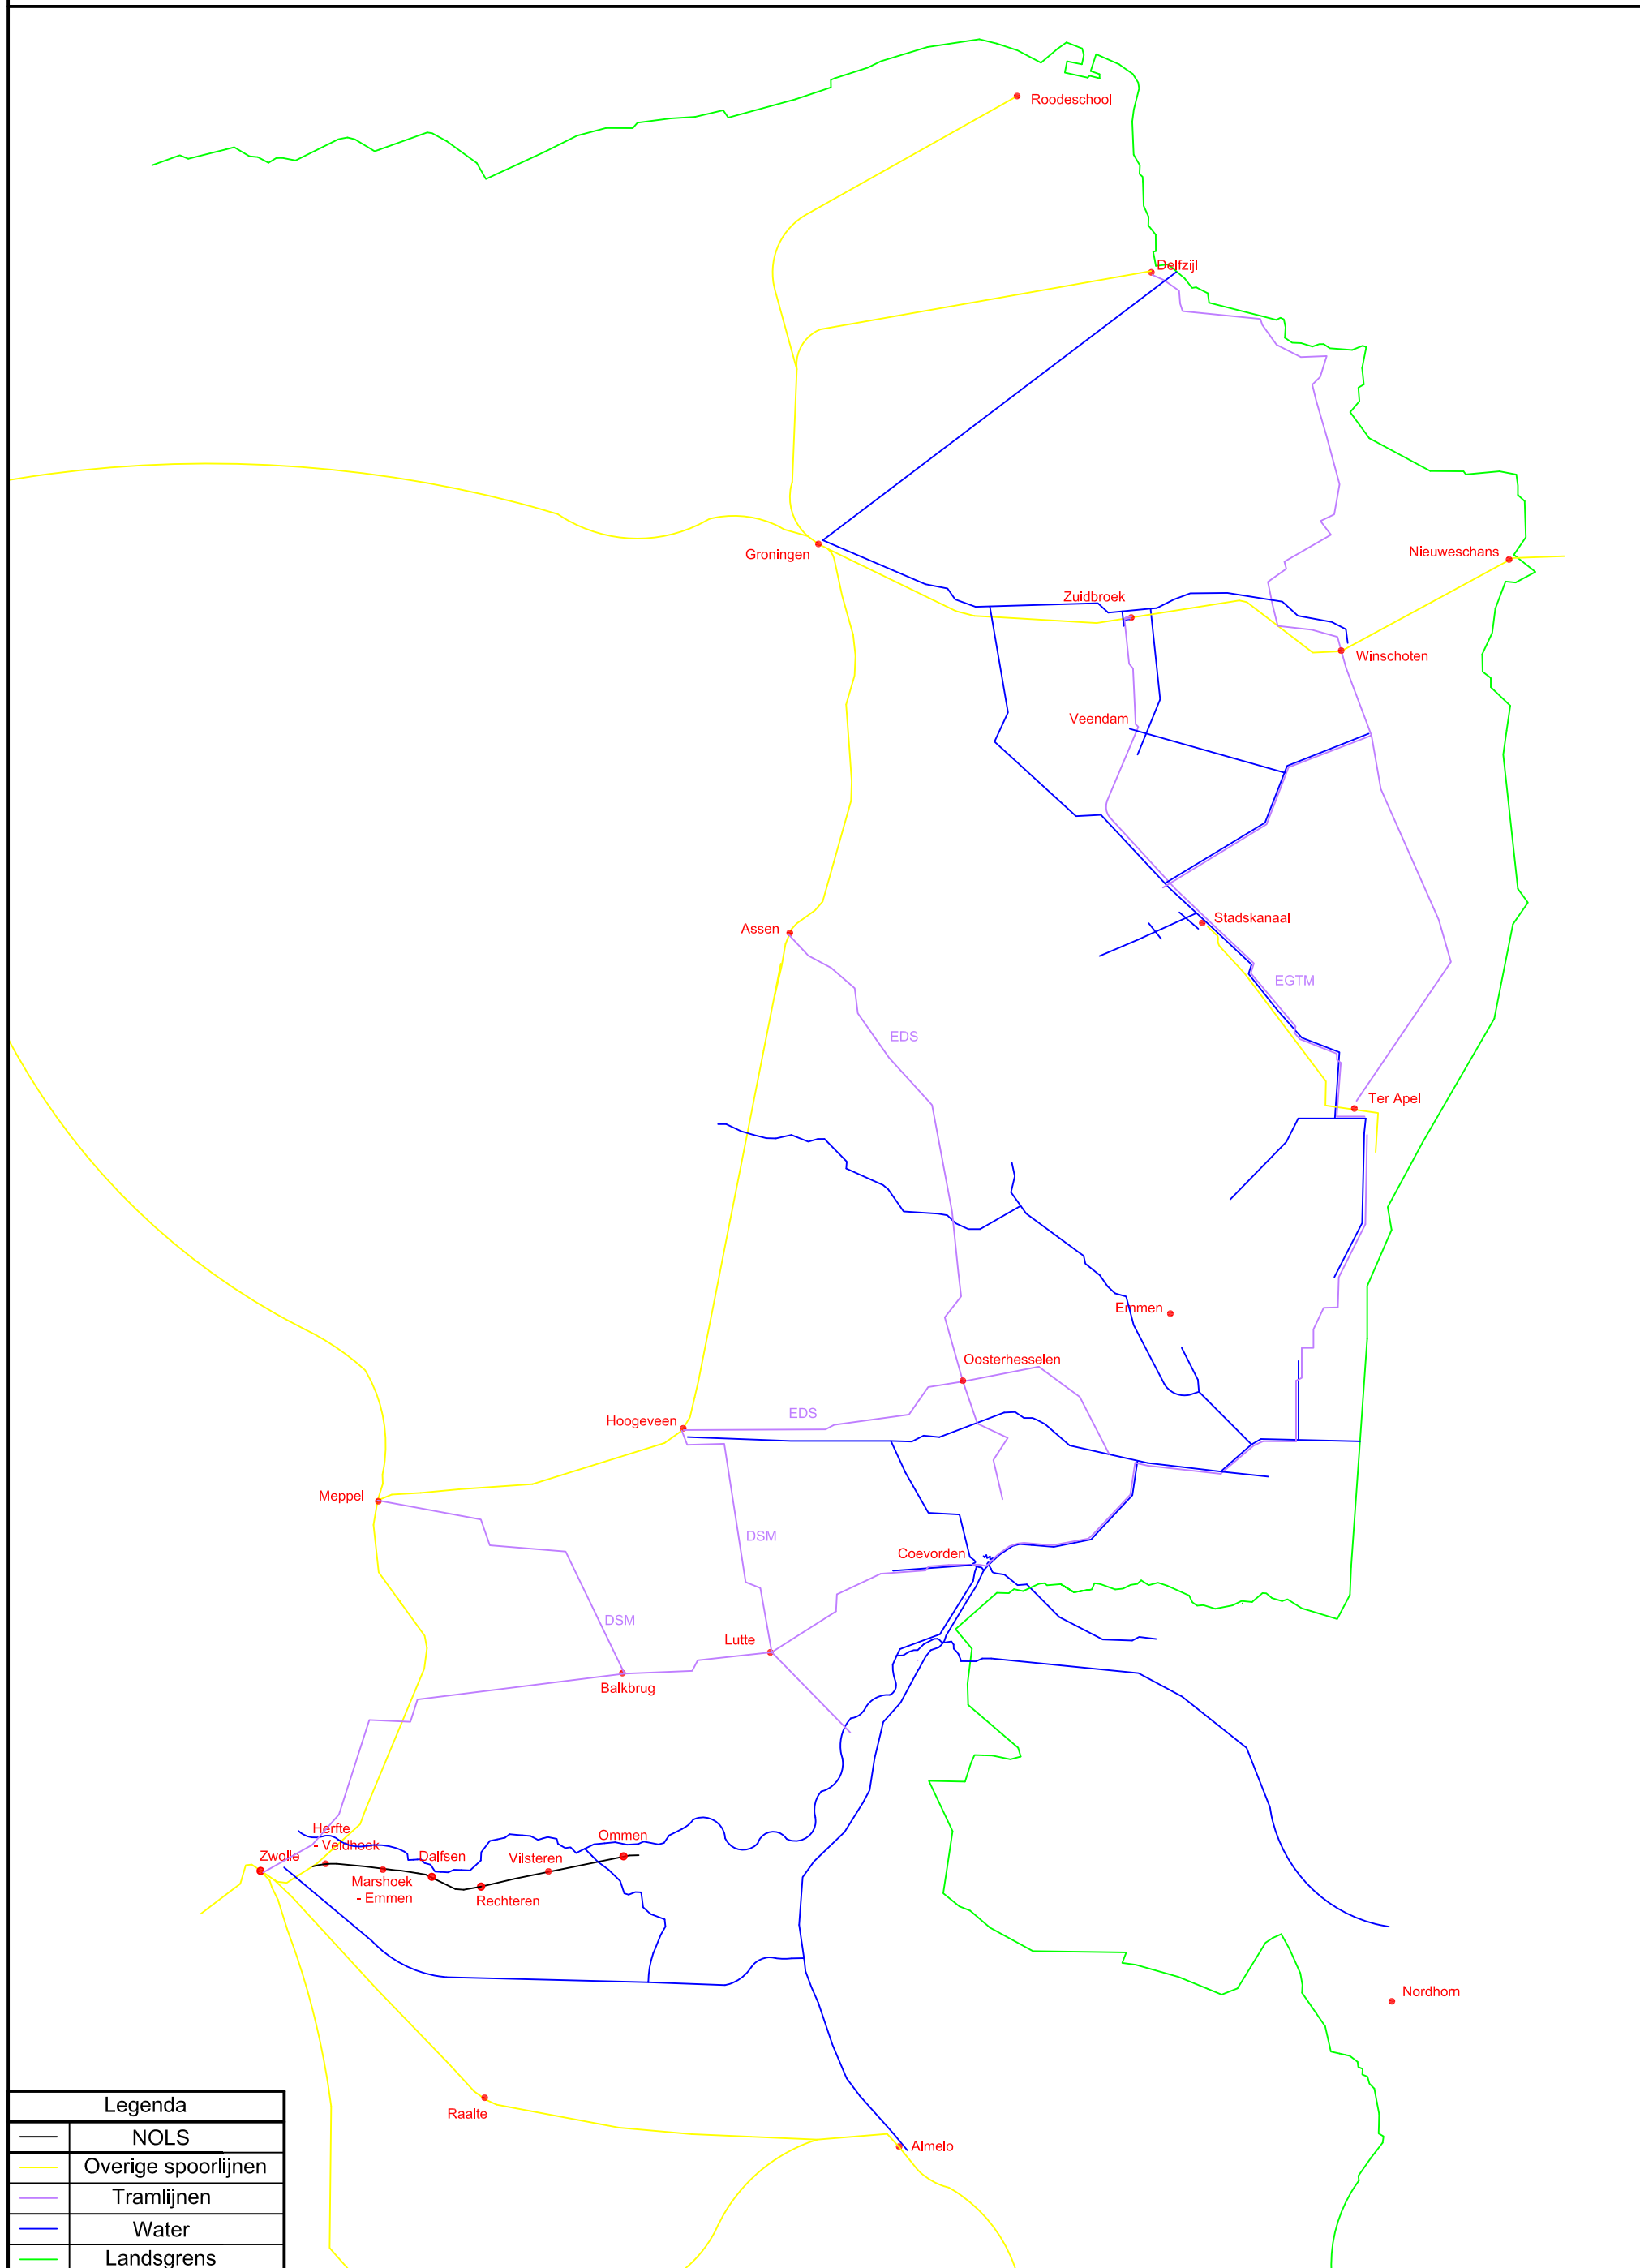 Roodeschool
Delfzijl
Groningen
Nieuweschans
Zuidbroek
Winschoten
Veendam
Stadskanaal
Assen
EGTM
EDS
Ter Apel
Emmen
Oosterhesselen
EDS
Hoogeveen
Meppel
DSM
Coevorden
DSM
Lutte
Balkbrug
Herfte
- Veldhoek
Ommen
Zwolle
Dalfsen
Vilsteren
Marshoek
- Emmen
Rechteren
Nordhorn
Raalte
Almelo
Legenda
NOLS
Overige spoorlijnen
Tramlijnen
Water
Landsgrens